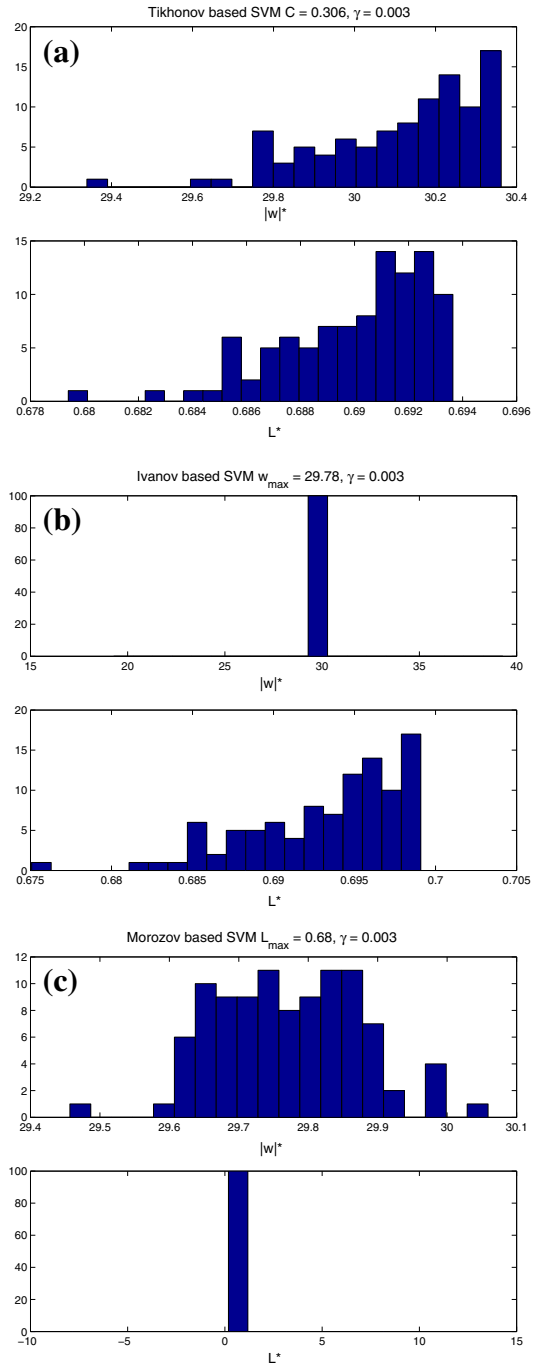 Tikhonov based SVM C = 0.306, γ = 0.003
(a)
20
15
10
5
0
29.2 29.4 29.6 29.8 30 30.2 30.4
|w|*
15
10
5
0
0.678 0.68 0.682 0.684 0.686 0.688 0.69 0.692 0.694 0.696
L*
Ivanov based SVM w_max = 29.78, γ = 0.003
(b)
100
80
60
40
20
0
15 20 25 30 35 40
|w|*
20
15
10
5
0
0.675 0.68 0.685 0.69 0.695 0.7 0.705
L*
Morozov based SVM L_max = 0.68, γ = 0.003
(c)
12
10
8
6
4
2
0
29.4 29.5 29.6 29.7 29.8 29.9 30 30.1
|w|*
100
80
60
40
20
0
−10 −5 0 5 10 15
L*